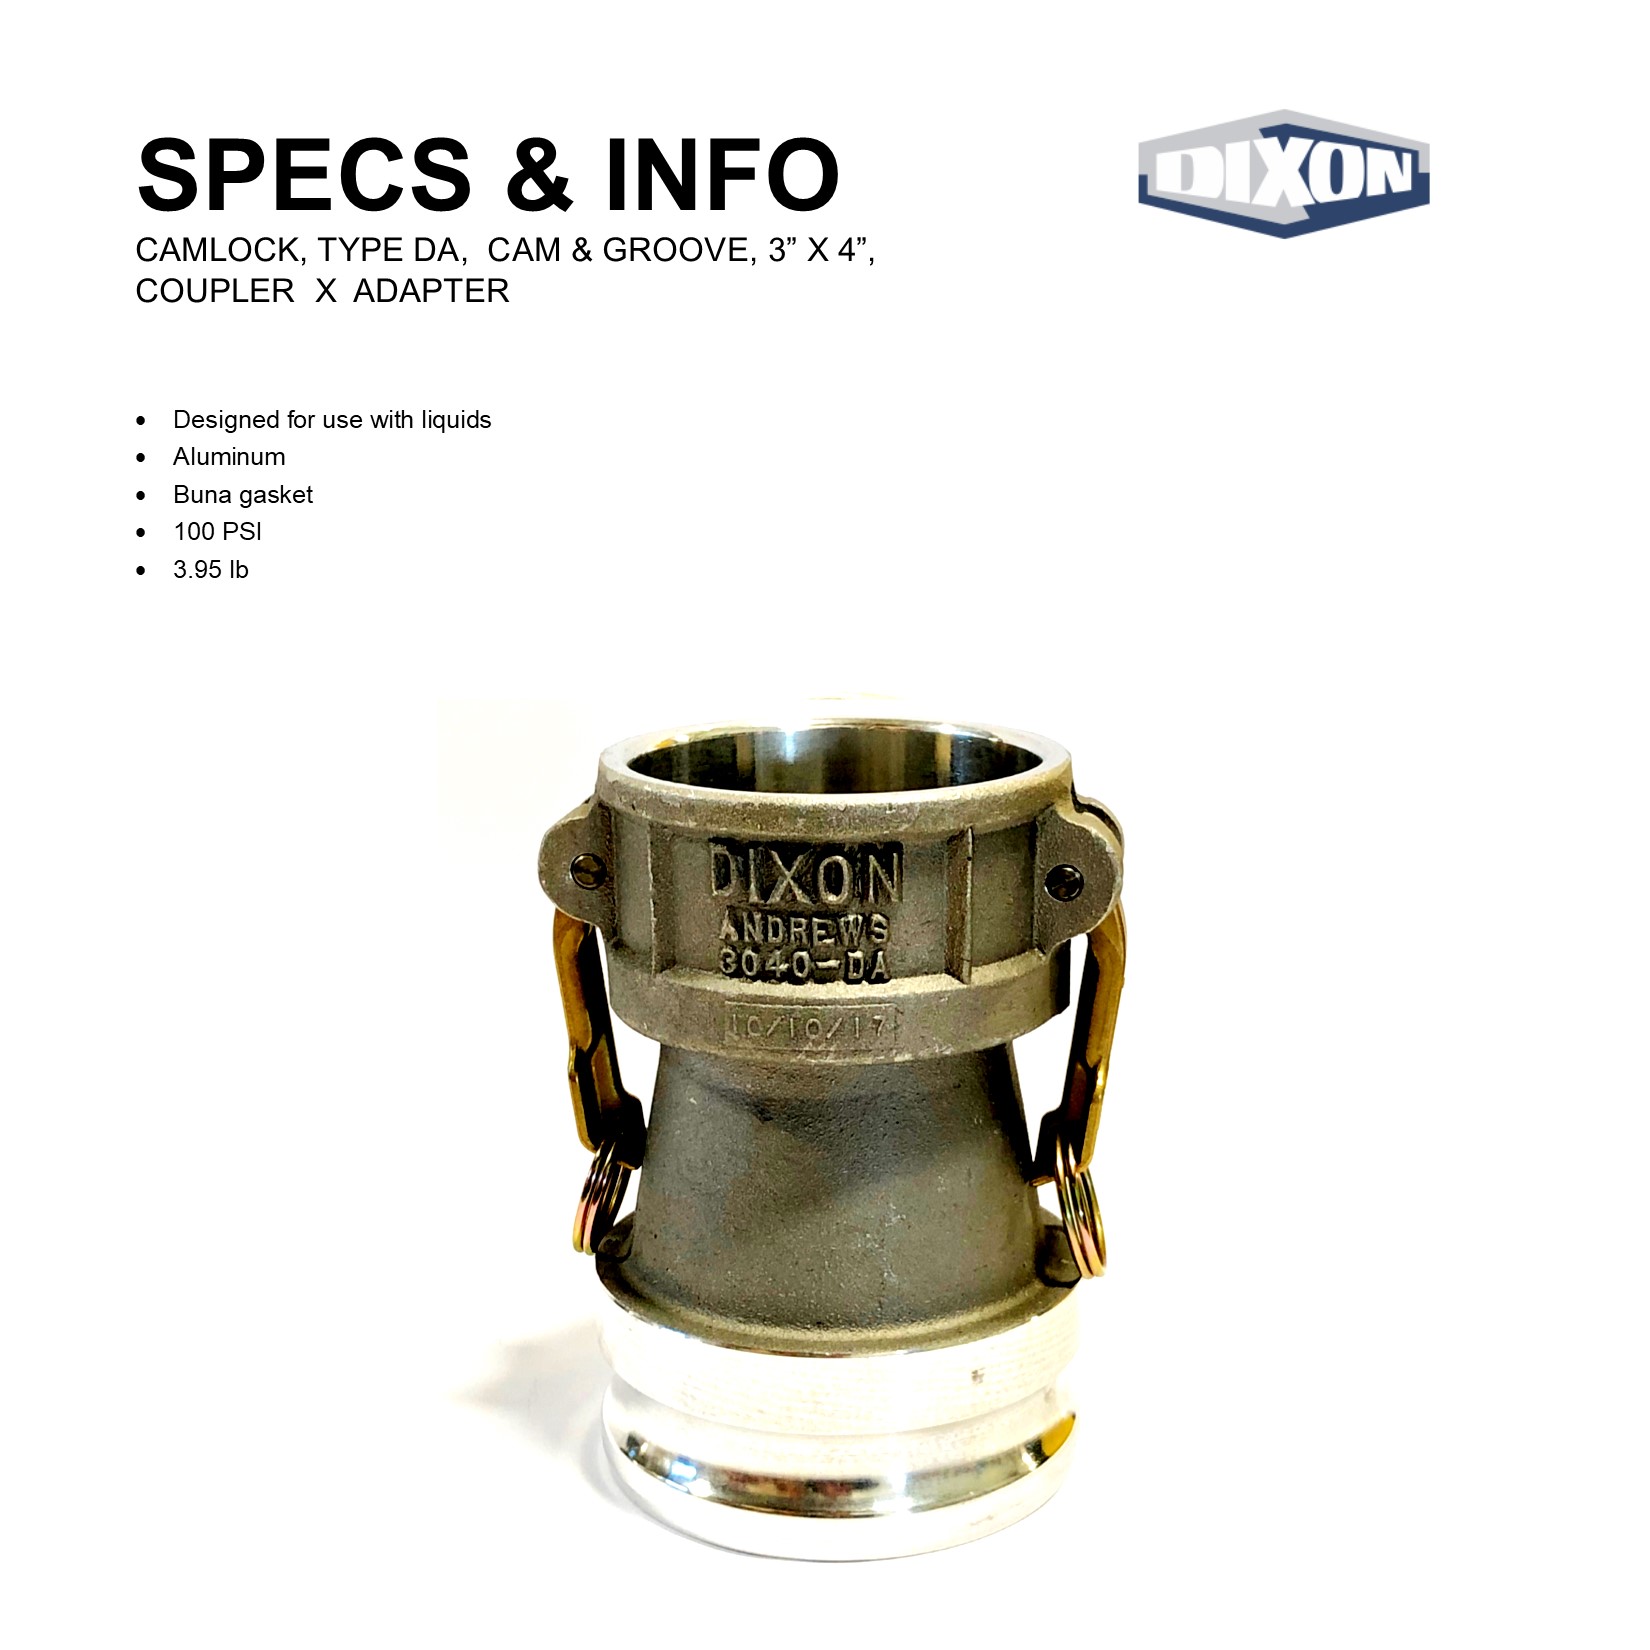 SPECS & INFO
DIXON
CAMLOCK, TYPE DA, CAM & GROOVE, 3” X 4”,
COUPLER X ADAPTER
• Designed for use with liquids
• Aluminum
• Buna gasket
• 100 PSI
• 3.95 lb
DIXON
ANDREWS
3040-DA
10/10/17